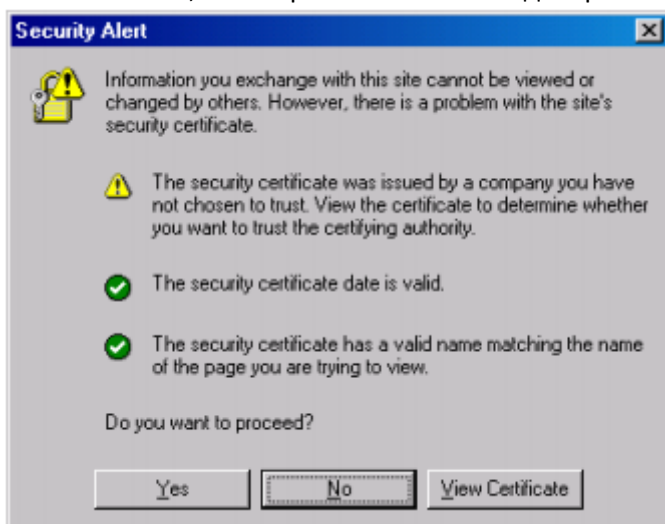 Security Alert
Information you exchange with this site cannot be viewed or
changed by others. However, there is a problem with the site's
security certificate.
The security certificate was issued by a company you have
not chosen to trust. View the certificate to determine whether
you want to trust the certifying authority.
The security certificate date is valid.
The security certificate has a valid name matching the name
of the page you are trying to view.
Do you want to proceed?
Yes No View Certificate